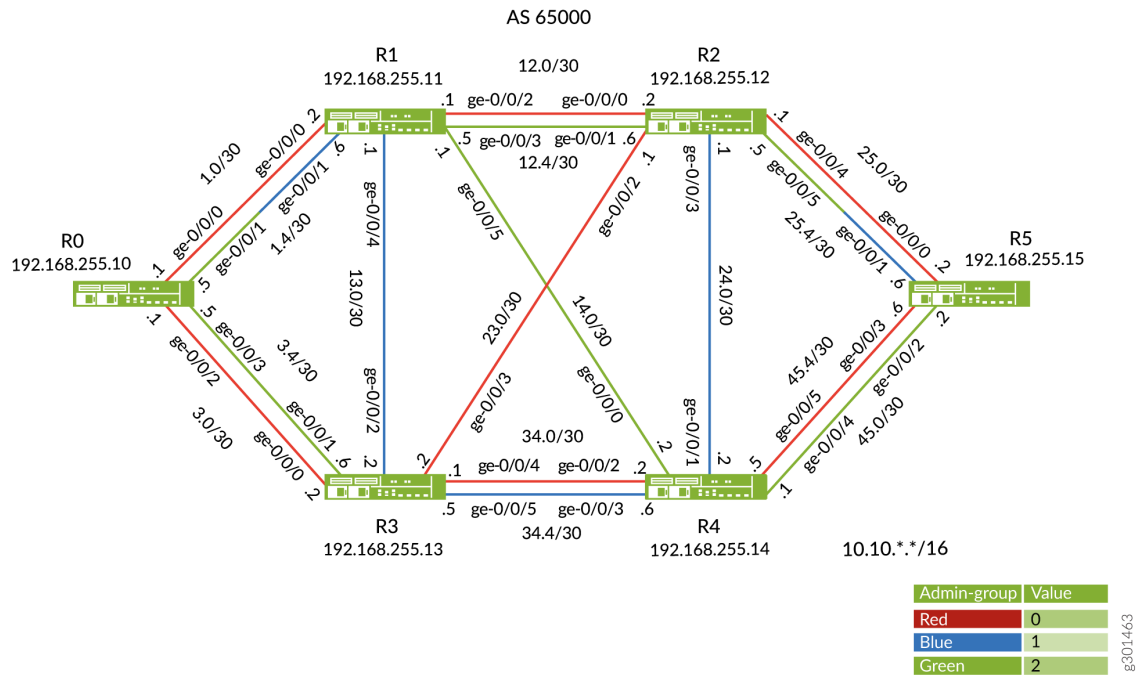 AS 65000
R1
192.168.255.11
R2
192.168.255.12
12.0/30
.2
.1
ge-0/0/2
ge-0/0/0
.2
.1
.6
.1
.1
.5
ge-0/0/3
ge-0/0/1
.6
.1
.1
.5
12.4/30
1.0/30
ge-0/0/0
ge-0/0/1
ge-0/0/4
ge-0/0/5
ge-0/0/2
ge-0/0/3
ge-0/0/4
ge-0/0/5
25.0/30
ge-0/0/0
ge-0/0/1
1.4/30
25.4/30
ge-0/0/0
ge-0/0/1
R0
192.168.255.10
.1
.5
.2
.6
R5
192.168.255.15
13.0/30
23.0/30
14.0/30
24.0/30
.1
.5
.6
.2
ge-0/0/2
ge-0/0/3
3.4/30
45.4/30
ge-0/0/3
ge-0/0/2
3.0/30
ge-0/0/0
ge-0/0/1
ge-0/0/2
ge-0/0/3
ge-0/0/0
ge-0/0/1
ge-0/0/5
ge-0/0/4
45.0/30
34.0/30
.2
.6
.2
.2
.1
ge-0/0/4
ge-0/0/2
.2
.2
.2
.5
.1
.5
ge-0/0/5
ge-0/0/3
.6
34.4/30
R3
192.168.255.13
R4
192.168.255.14
10.10.*.*/16
Admin-group Value
Red 0
Blue 1
Green 2
g301463